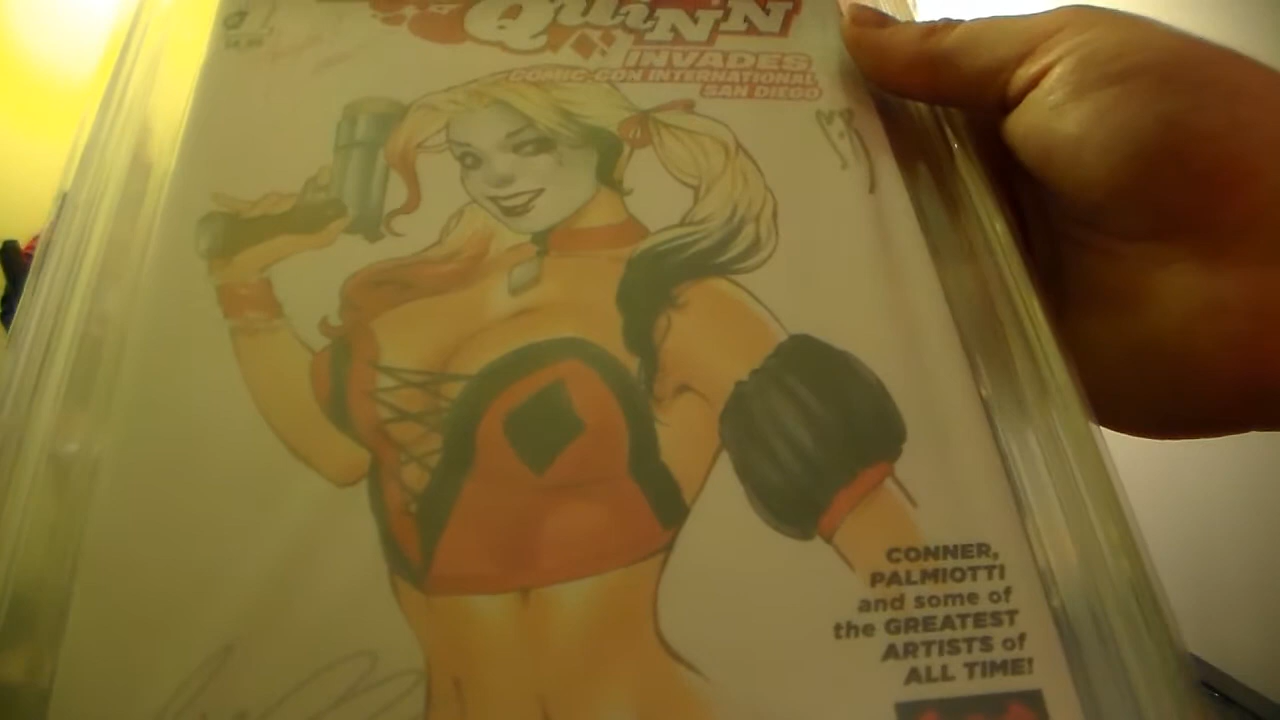 QUINN
INVADES
COMIC-CON INTERNATIONAL
SAN DIEGO
CONNER,
PALMIOTTI
and some of
the GREATEST
ARTISTS of
ALL TIME!